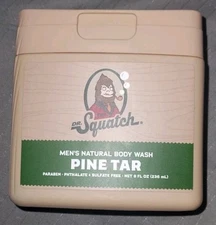 DR.
Squatch®
MEN'S NATURAL BODY WASH
PINE TAR
PARABEN • PHTHALATE • SULFATE FREE • NET 8 FL OZ (236 mL)